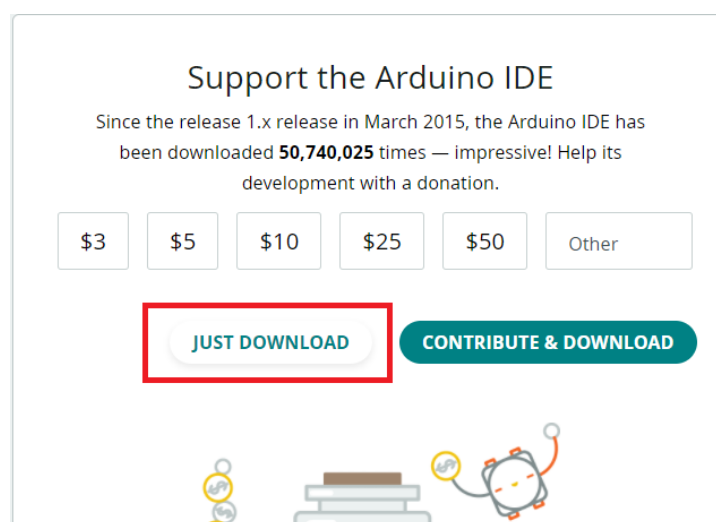 Support the Arduino IDE
Since the release 1.x release in March 2015, the Arduino IDE has
been downloaded 50,740,025 times — impressive! Help its
development with a donation.
$3 $5 $10 $25 $50 Other
JUST DOWNLOAD CONTRIBUTE & DOWNLOAD